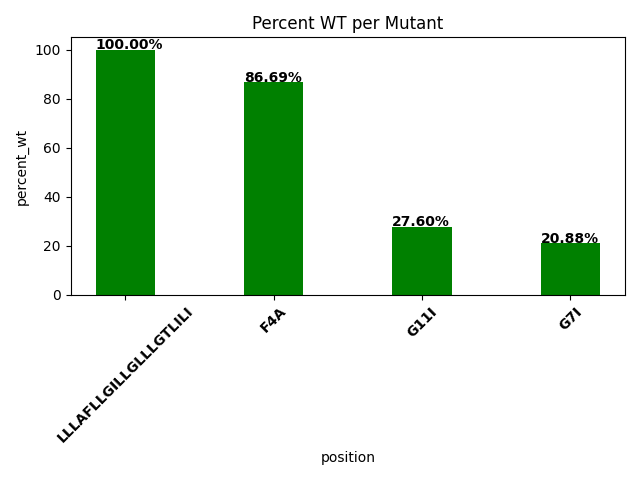 Percent WT per Mutant
percent_wt
100
80
60
40
20
0
100.00%
86.69%
27.60%
20.88%
LLLAFLLGILLGLLLGTLILI
F4A
G11I
G7I
position